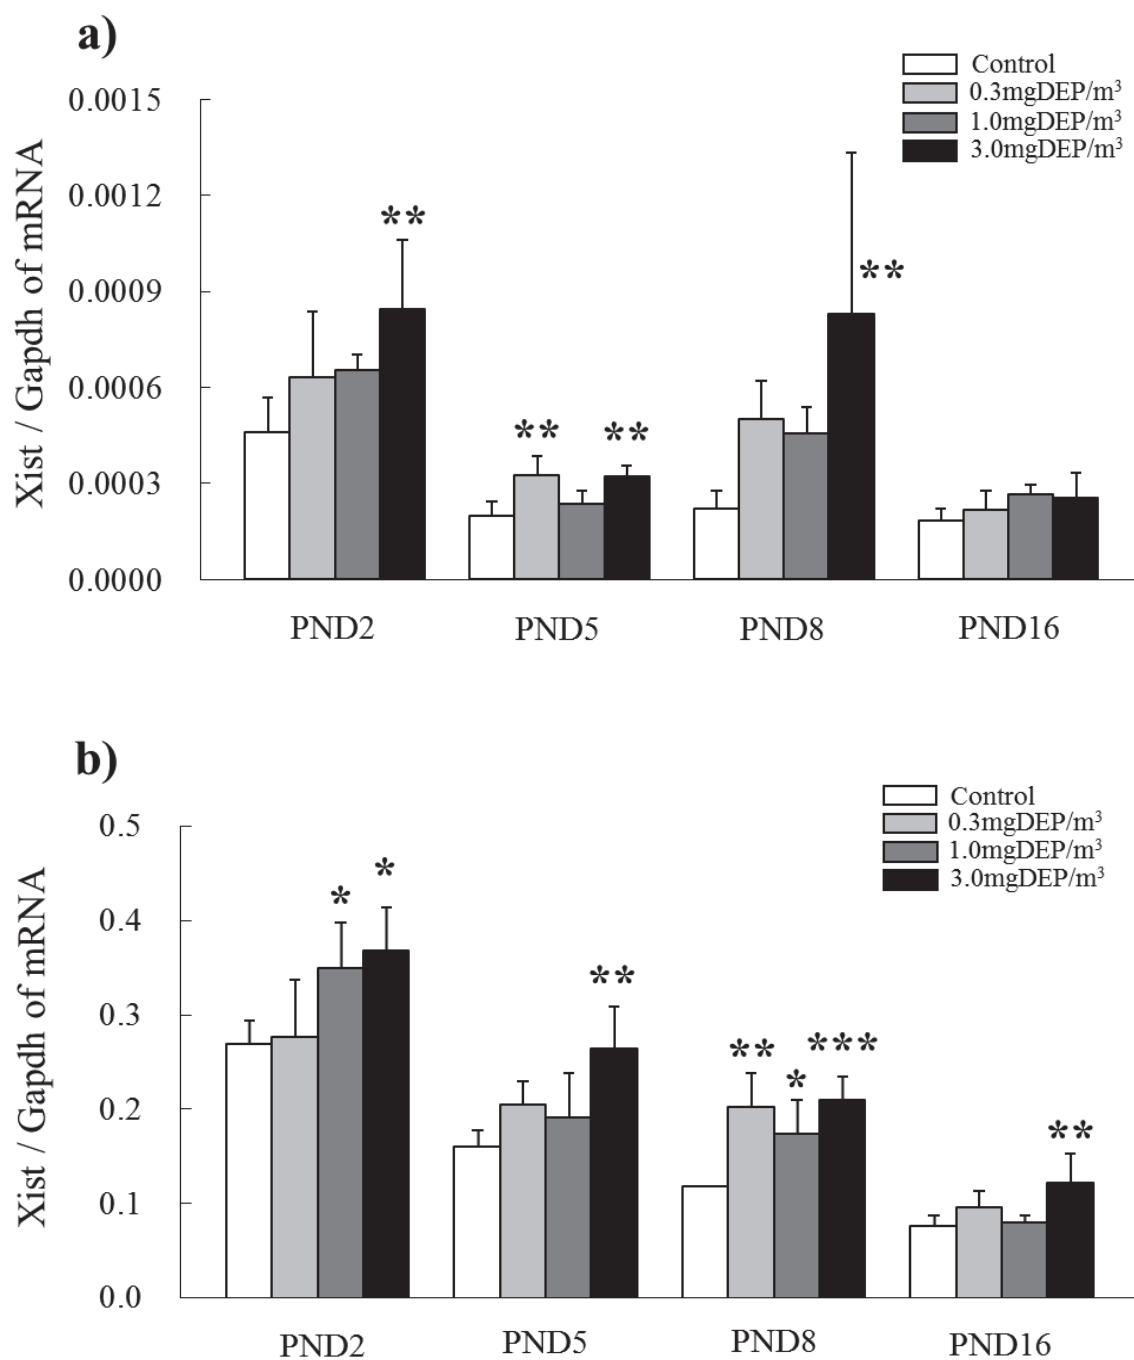 a)
Control
0.3mgDEP/m³
1.0mgDEP/m³
3.0mgDEP/m³
Xist / Gapdh of mRNA
0.0015
0.0012
0.0009
0.0006
0.0003
0.0000
**
** **
**
PND2 PND5 PND8 PND16
b)
Control
0.3mgDEP/m³
1.0mgDEP/m³
3.0mgDEP/m³
Xist / Gapdh of mRNA
0.5
0.4
0.3
0.2
0.1
0.0
* *
**
** * ***
**
PND2 PND5 PND8 PND16